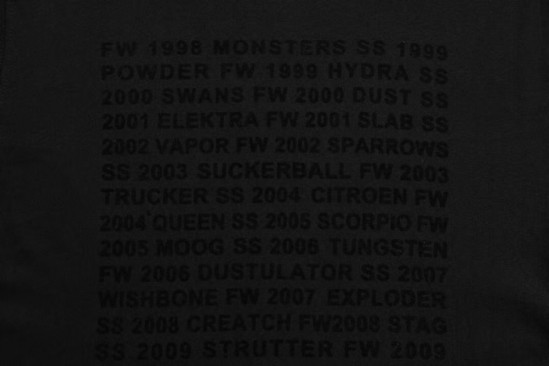 FW 1998 MONSTERS SS 1999
POWDER FW 1999 HYDRA SS
2000 SWANS FW 2000 DUST SS
2001 ELEKTRA FW 2001 SLAB SS
2002 VAPOR FW 2002 SPARROWS
SS 2003 SUCKERBALL FW 2003
TRUCKER SS 2004 CITROEN FW
2004 QUEEN SS 2005 SCORPIO FW
2005 MOOG SS 2006 TUNGSTEN
FW 2006 DUSTULATOR SS 2007
WISHBONE FW 2007 EXPLODER
SS 2008 CREATCH FW2008 STAG
SS 2009 STRUTTER FW 2009